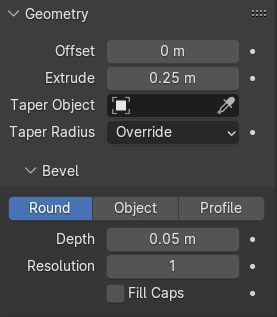 Geometry
Offset 0 m
Extrude 0.25 m
Taper Object
Taper Radius Override
Bevel
Round Object Profile
Depth 0.05 m
Resolution 1
Fill Caps